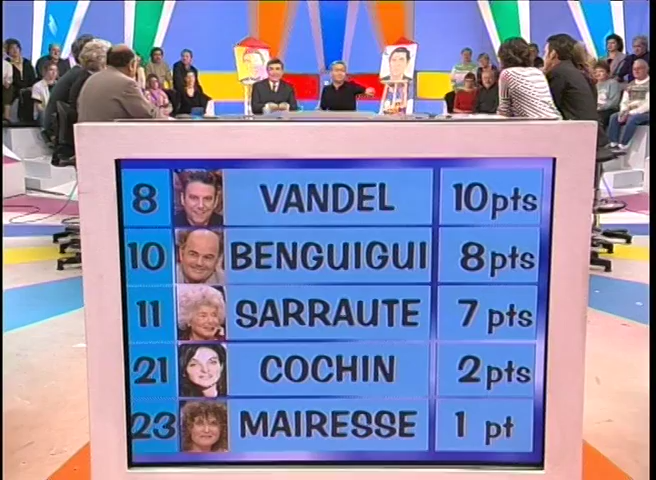 8 VANDEL 10pts
10 BENGUIGUI 8pts
11 SARRAUTE 7 pts
21 COCHIN 2pts
23 MAIRESSE 1 pt